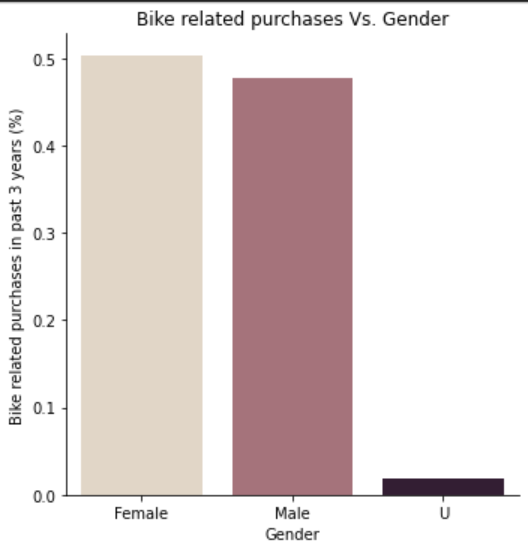 Bike related purchases Vs. Gender
Bike related purchases in past 3 years (%)
0.5
0.4
0.3
0.2
0.1
0.0
Female
Male
U
Gender